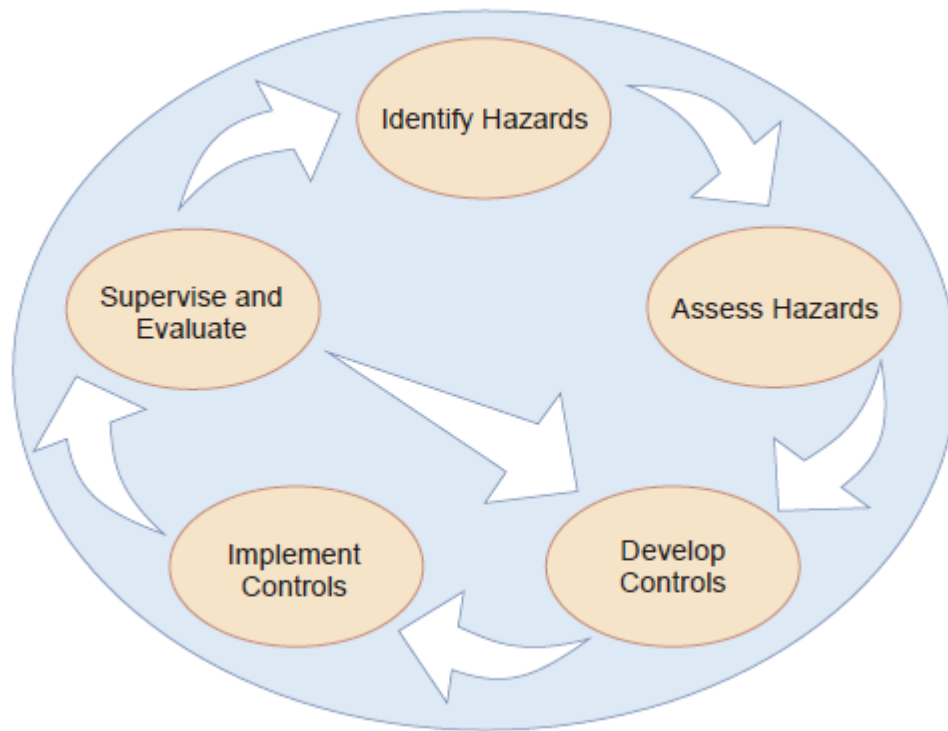 Identify Hazards
Assess Hazards
Develop
Controls
Implement
Controls
Supervise and
Evaluate